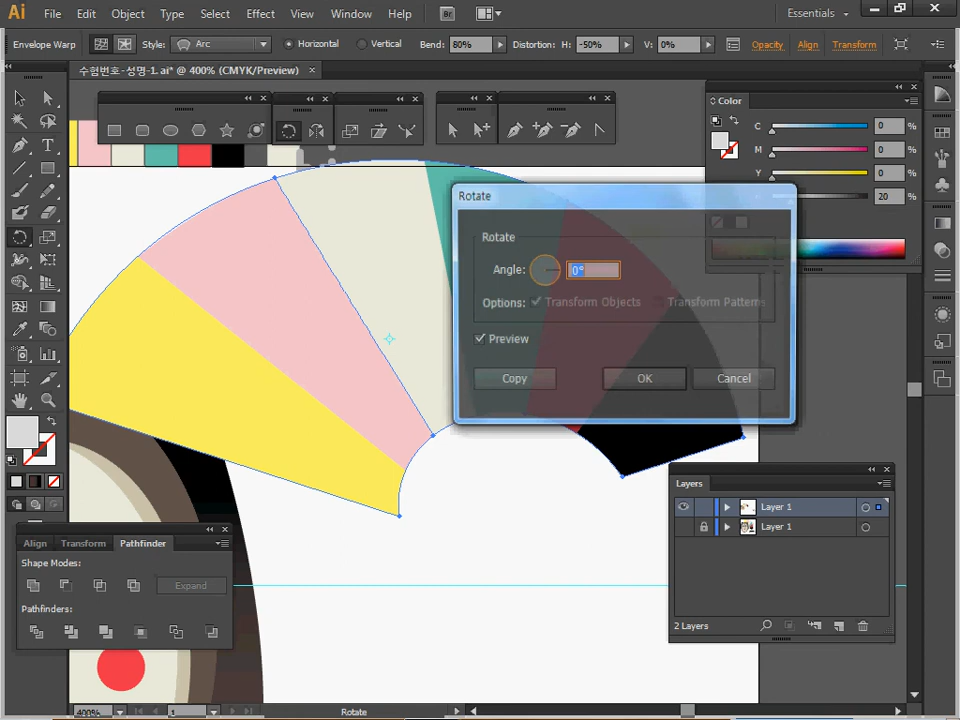 Ai File Edit Object Type Select Effect View Window Help Br Essentials
Envelope Warp Style: Arc Horizontal Vertical Bend: 80% Distortion: H: -50% V: 0% Opacity Align Transform
수험번호-성명-1. ai* @ 400% (CMYK/Preview)
Color
C 0 %
M 0 %
Y 0 %
20 %
Rotate
Rotate
Angle: 0°
Options: Transform Objects Transform Patterns
Preview
Copy OK Cancel
Layers
Layer 1
Layer 1
2 Layers
Align Transform Pathfinder
Shape Modes:
Expand
Pathfinders:
400% 1 Rotate